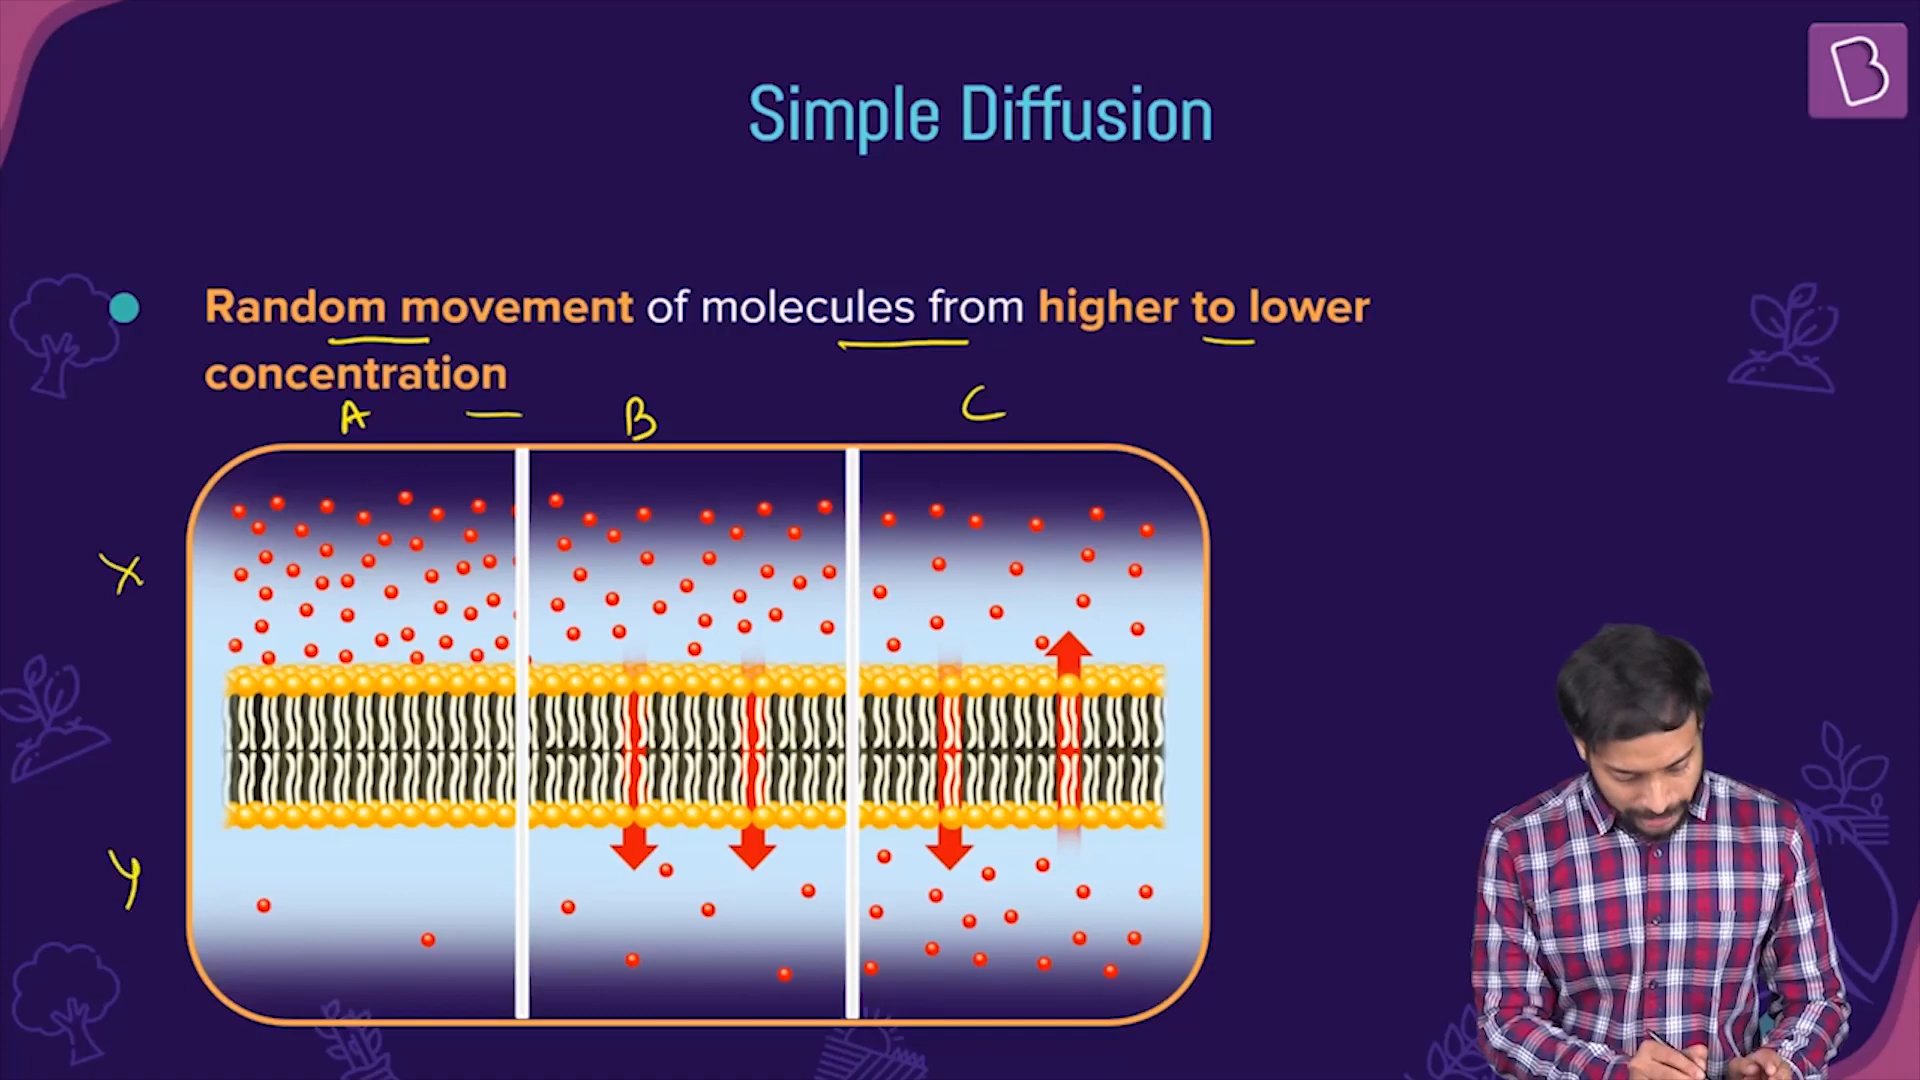 B
Simple Diffusion
Random movement of molecules from higher to lower
concentration
A B C
X
y